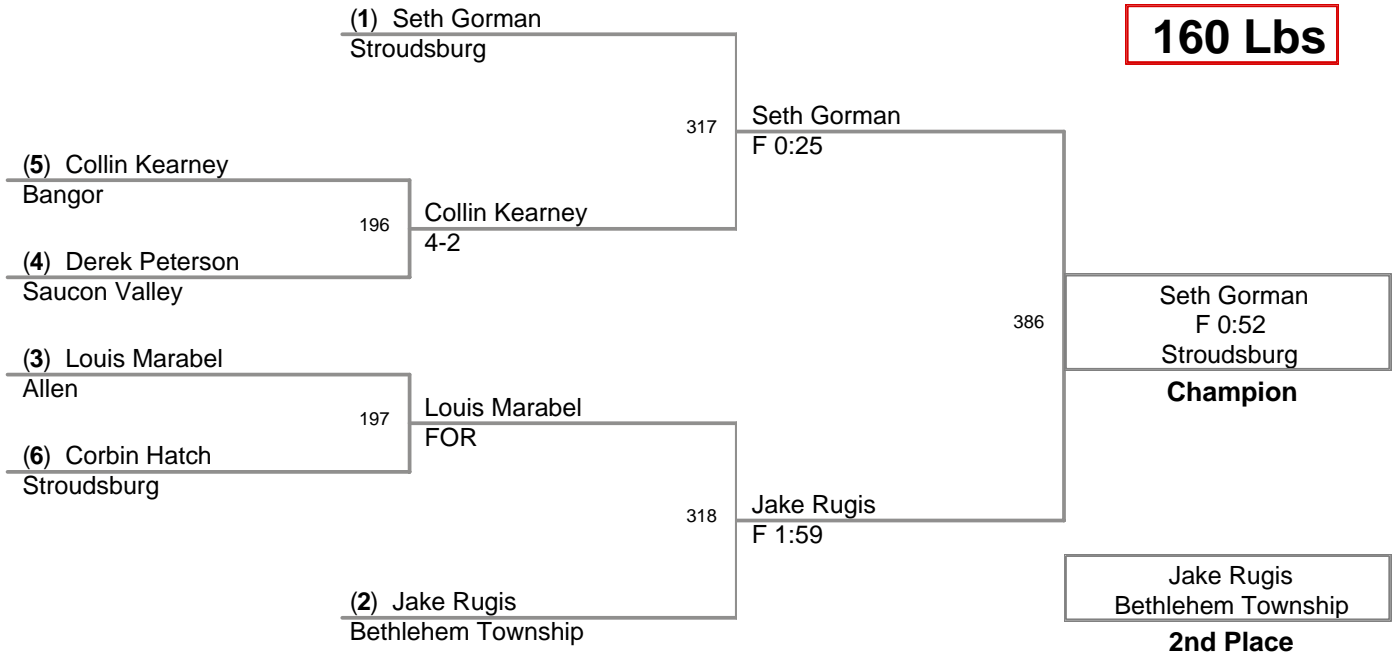 (1) Seth Gorman
Stroudsburg
160 Lbs
317
Seth Gorman
F 0:25
(5) Collin Kearney
Bangor
196
Collin Kearney
4-2
(4) Derek Peterson
Saucon Valley
386
Seth Gorman
F 0:52
Stroudsburg
Champion
(3) Louis Marabel
Allen
197
Louis Marabel
FOR
(6) Corbin Hatch
Stroudsburg
318
Jake Rugis
F 1:59
(2) Jake Rugis
Bethlehem Township
Jake Rugis
Bethlehem Township
2nd Place